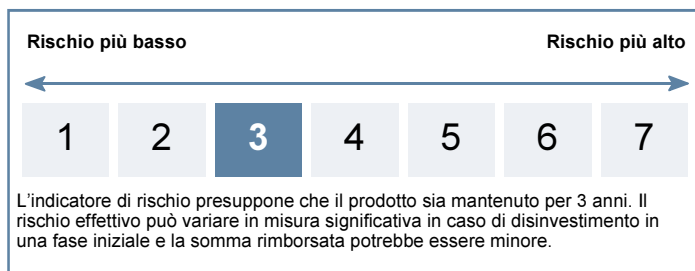 Rischio più basso Rischio più alto
1 2 3 4 5 6 7
L'indicatore di rischio presuppone che il prodotto sia mantenuto per 3 anni. Il
rischio effettivo può variare in misura significativa in caso di disinvestimento in
una fase iniziale e la somma rimborsata potrebbe essere minore.